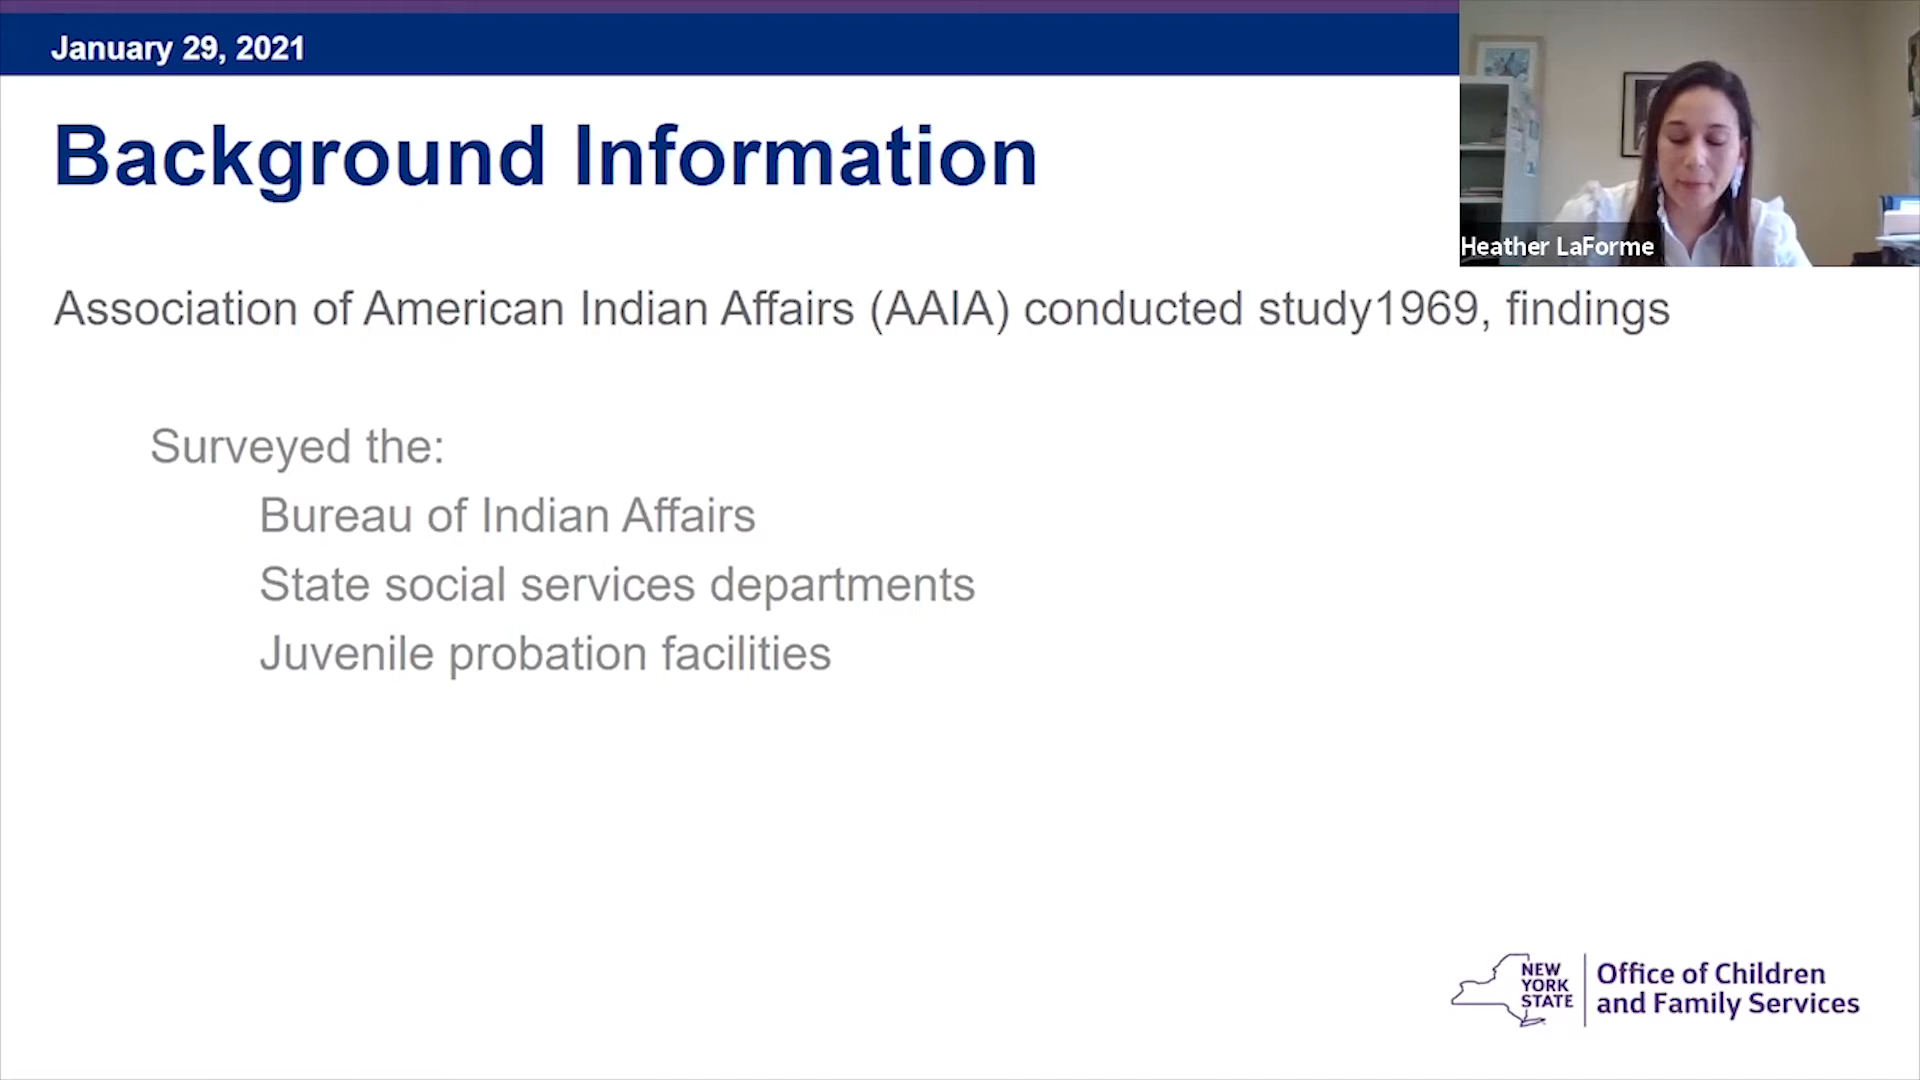 January 29, 2021
Background Information
Heather LaForme
Association of American Indian Affairs (AAIA) conducted study1969, findings
Surveyed the:
Bureau of Indian Affairs
State social services departments
Juvenile probation facilities
NEW
YORK
STATE
Office of Children
and Family Services